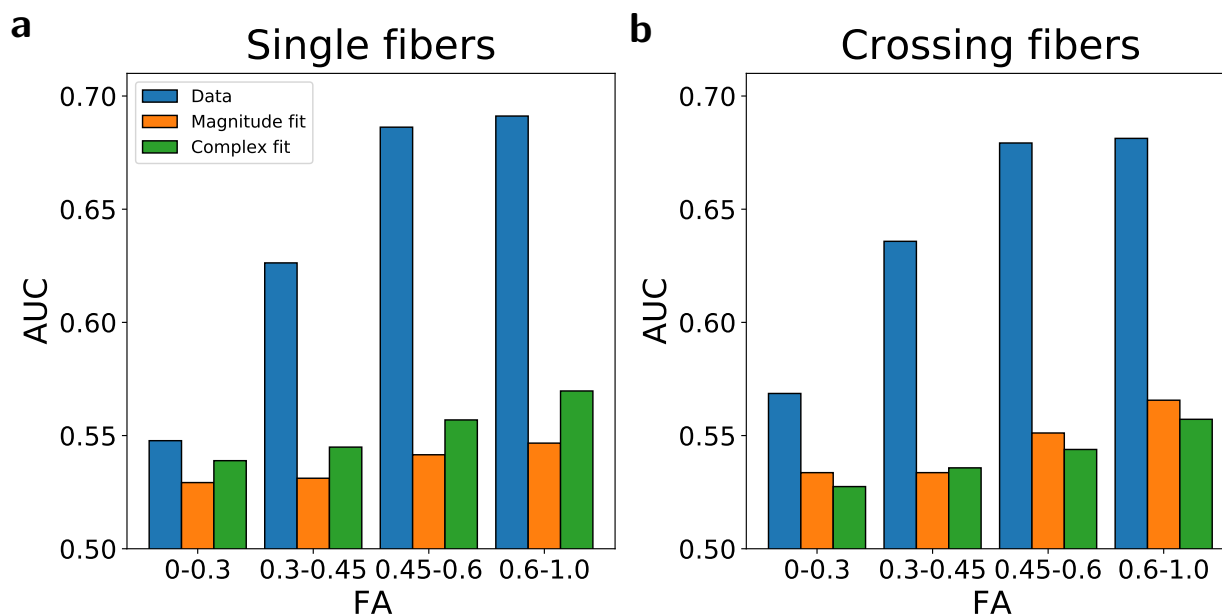 a
Single fibers
Data
Magnitude fit
Complex fit
0.70
0.65
0.60
0.55
0.50
AUC
0-0.3 0.3-0.45 0.45-0.6 0.6-1.0
FA
b
Crossing fibers
0.70
0.65
0.60
0.55
0.50
AUC
0-0.3 0.3-0.45 0.45-0.6 0.6-1.0
FA